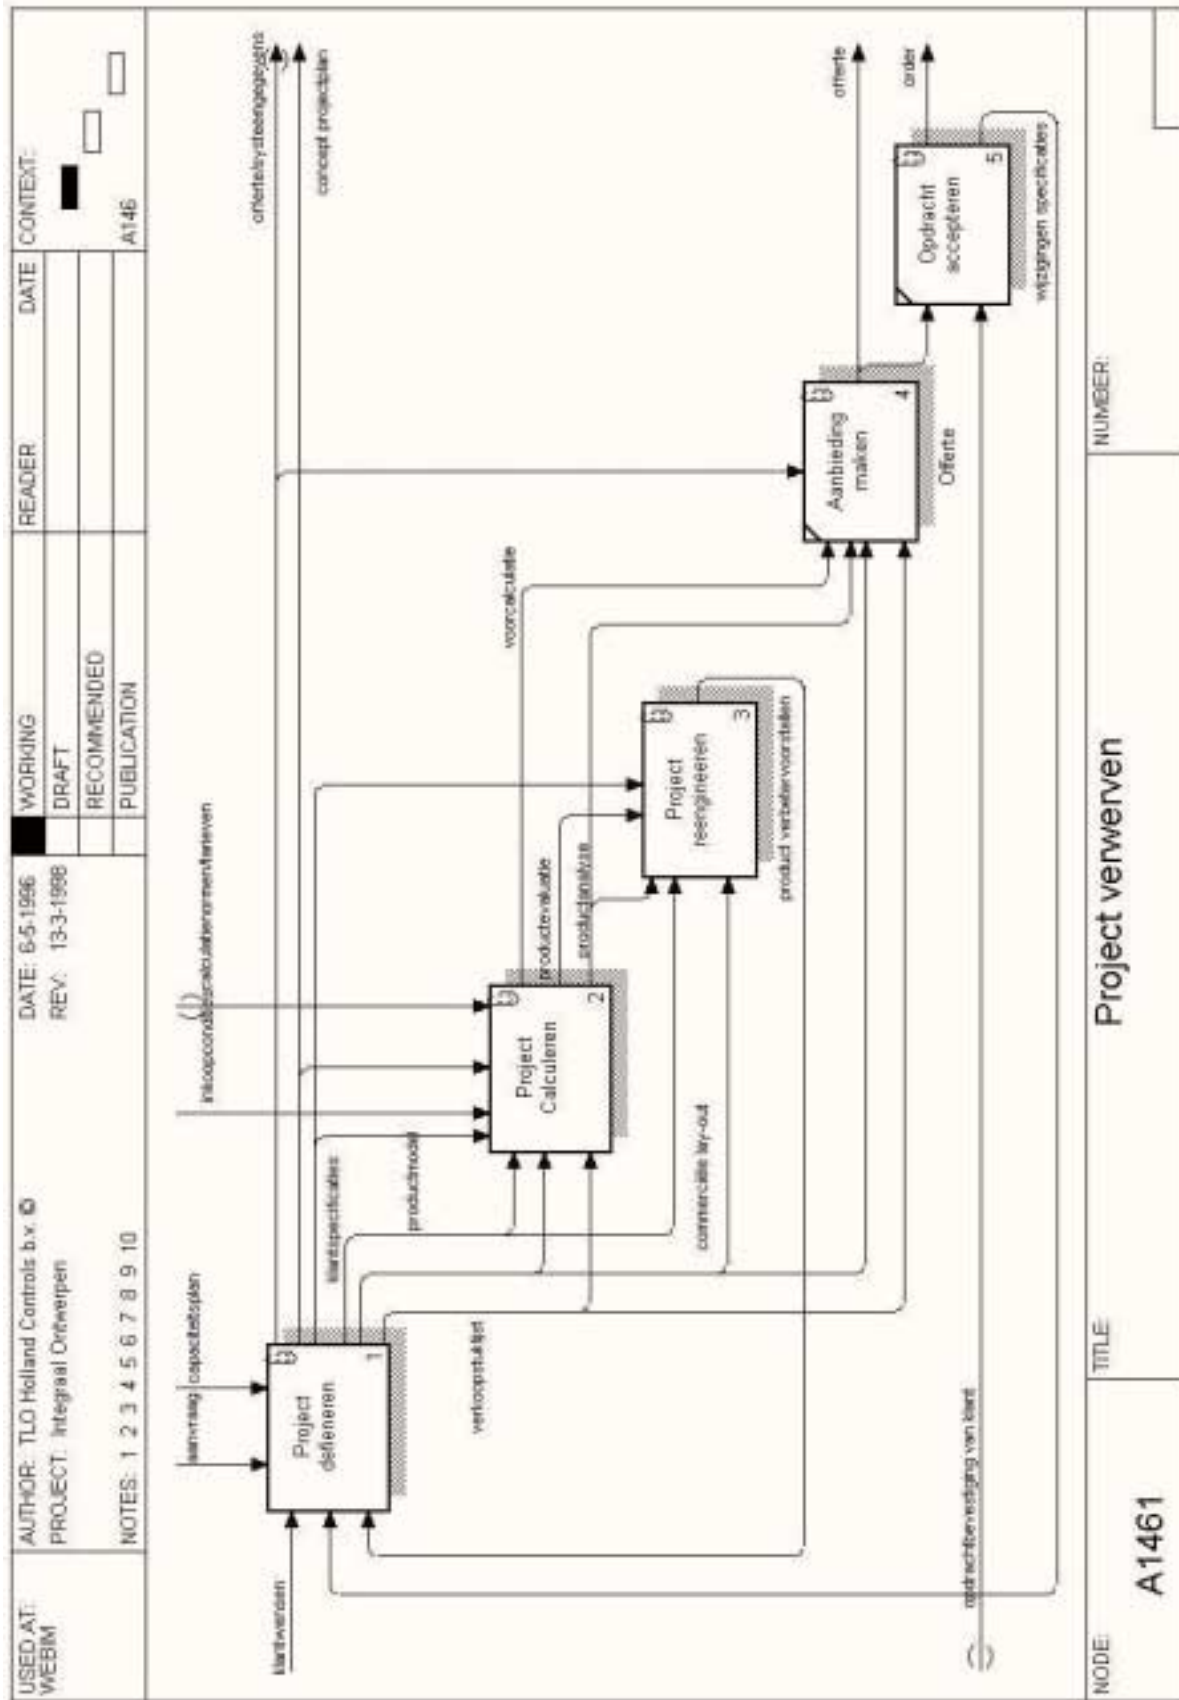 USED AT:
WEBIM
AUTHOR: TLO Holland Controls b.v. ©
PROJECT: Integraal Ontwerpen
NOTES: 1 2 3 4 5 6 7 8 9 10
DATE: 6-5-1996
REV: 13-3-1998
WORKING
DRAFT
RECOMMENDED
PUBLICATION
READER
DATE
CONTEXT:
A146
klantwensen
aanvraag
capaciteitsplan
offerte/systeemgegevens
concept projectplan
Project
definieren
1
klantspecificaties
productmodel
verkoopstuklijst
Project
Calculeren
2
voorcalculatie
productevaluatie
productanalyse
commerciële lay-out
Project
reengineeren
3
product verbetervoorstellen
Aanbieding
maken
4
Offerte
offerte
order
Opdracht
accepteren
5
wijzigingen specificaties
opdrachtbevestiging van klant
NODE:
A1461
TITLE:
Project verwerven
NUMBER: